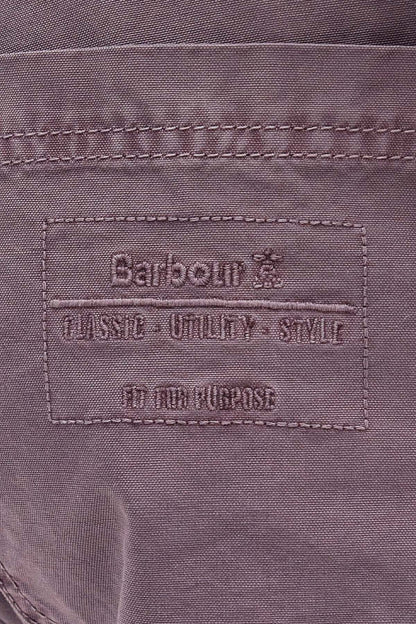 Barbour
CLASSIC - UTILITY - STYLE
FIT FOR PURPOSE